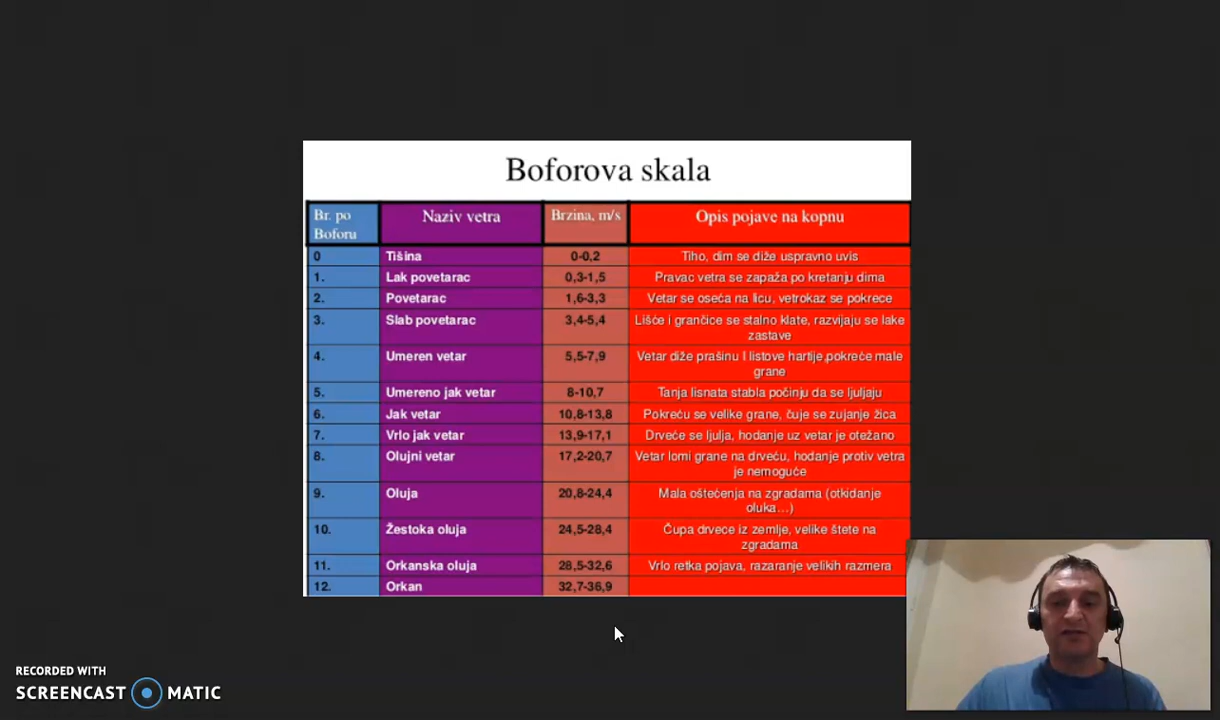 Boforova skala
Br. po
Boforu
Naziv vetra
Brzina, m/s
Opis pojave na kopnu
0 Tišina 0-0,2 Tiho, dim se diže uspravno uvis
1. Lak povetarac 0,3-1,5 Pravac vetra se zapaža po kretanju dima
2. Povetarac 1,6-3,3 Vetar se oseća na licu, vetrokaz se pokrece
3. Slab povetarac 3,4-5,4 Lišće i grančice se stalno klate, razvijaju se lake
zastave
4. Umeren vetar 5,5-7,9 Vetar diže prašinu I listove hartije,pokreće male
grane
5. Umereno jak vetar 8-10,7 Tanja lisnata stabla počinju da se ljuljaju
6. Jak vetar 10,8-13,8 Pokreću se velike grane, čuje se zujanje žica
7. Vrlo jak vetar 13,9-17,1 Drveće se ljulja, hodanje uz vetar je otežano
8. Olujni vetar 17,2-20,7 Vetar lomi grane na drveću, hodanje protiv vetra
je nemoguće
9. Oluja 20,8-24,4 Mala oštećenja na zgradama (otkidanje
oluka...)
10. Žestoka oluja 24,5-28,4 Čupa drvece iz zemlje, velike štete na
zgradama
11. Orkanska oluja 28,5-32,6 Vrlo retka pojava, razaranje velikih razmera
12. Orkan 32,7-36,9
RECORDED WITH
SCREENCAST MATIC